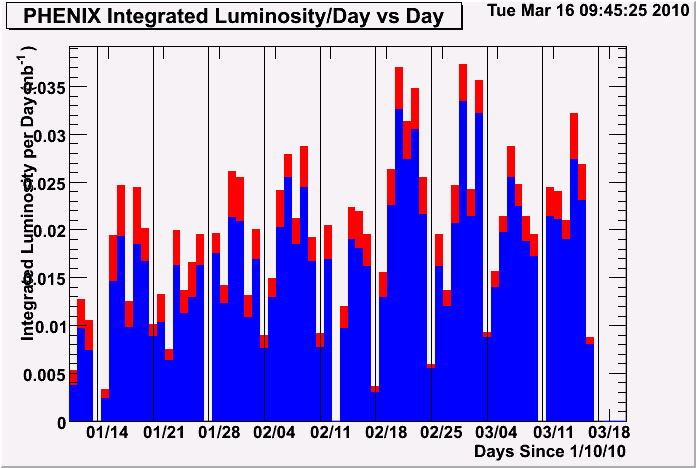 PHENIX Integrated Luminosity/Day vs Day
Tue Mar 16 09:45:25 2010
Integrated Luminosity per Day (nb-1 )
0.035
0.03
0.025
0.02
0.015
0.01
0.005
0
01/14 01/21 01/28 02/04 02/11 02/18 02/25 03/04 03/11 03/18
Days Since 1/10/10